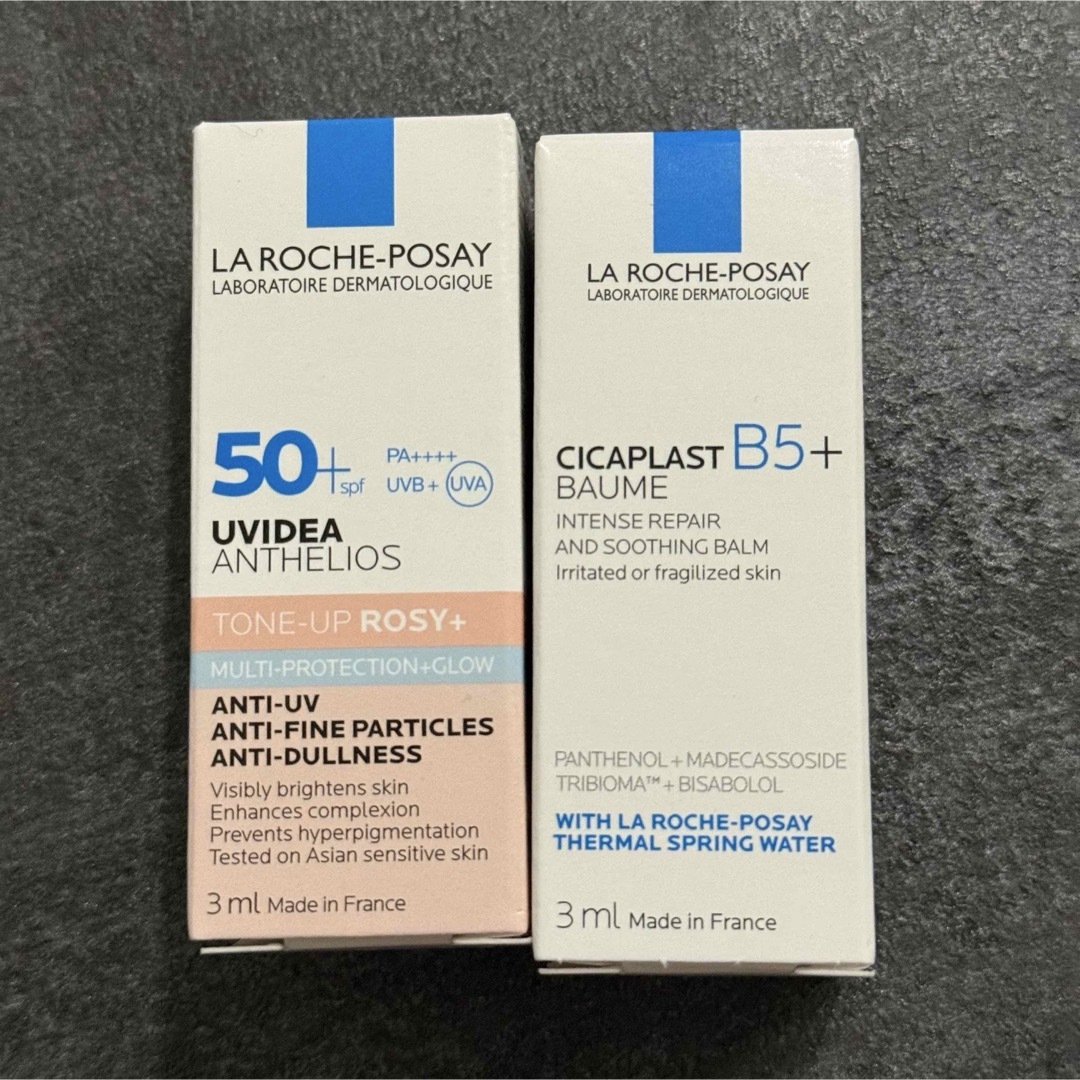 LA ROCHE-POSAY
LABORATOIRE DERMATOLOGIQUE
50+ spf
PA++++
UVB + UVA
UVIDEA
ANTHELIOS
TONE-UP ROSY+
MULTI-PROTECTION+GLOW
ANTI-UV
ANTI-FINE PARTICLES
ANTI-DULLNESS
Visibly brightens skin
Enhances complexion
Prevents hyperpigmentation
Tested on Asian sensitive skin
3 ml Made in France
LA ROCHE-POSAY
LABORATOIRE DERMATOLOGIQUE
CICAPLAST B5+
BAUME
INTENSE REPAIR
AND SOOTHING BALM
Irritated or fragilized skin
PANTHENOL + MADECASSOSIDE
TRIBIOMA™ + BISABOLOL
WITH LA ROCHE-POSAY
THERMAL SPRING WATER
3 ml Made in France